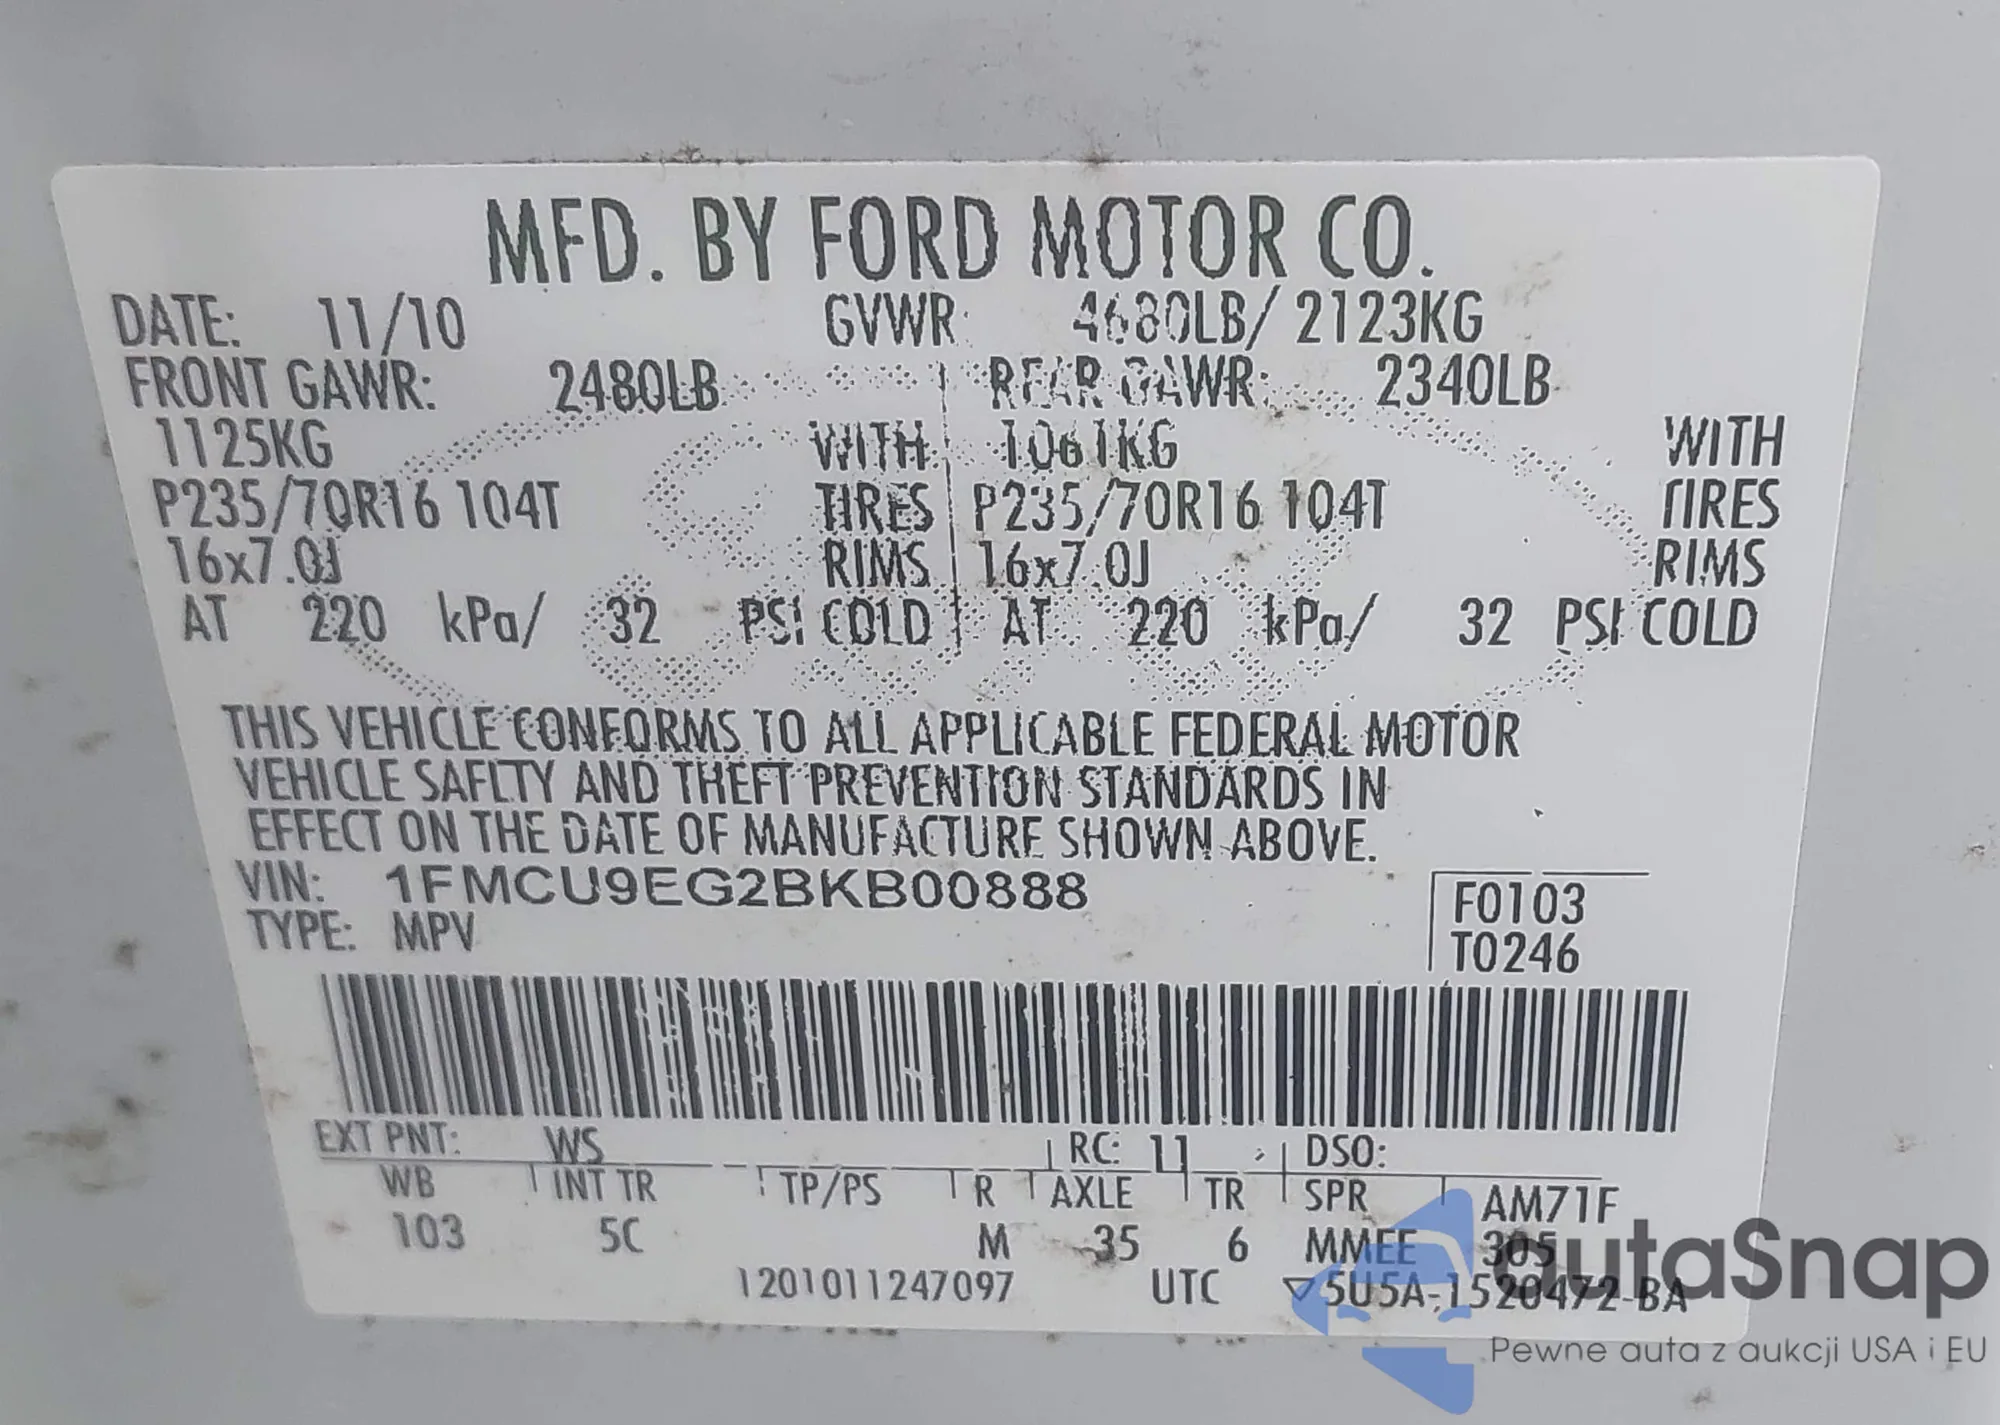 MFD. BY FORD MOTOR CO.
DATE: 11/10 GVWR: 4680LB/ 2123KG
FRONT GAWR: 2480LB REAR GAWR: 2340LB
1125KG WITH 1061KG WITH
P235/70R16 104T TIRES P235/70R16 104T TIRES
16x7.0J RIMS 16x7.0J RIMS
AT 220 kPa/ 32 PSI COLD AT 220 kPa/ 32 PSI COLD
THIS VEHICLE CONFORMS TO ALL APPLICABLE FEDERAL MOTOR
VEHICLE SAFETY AND THEFT PREVENTION STANDARDS IN
EFFECT ON THE DATE OF MANUFACTURE SHOWN ABOVE.
VIN: 1FMCU9EG2BKB00888
TYPE: MPV
F0103
T0246
EXT PNT: WS RC: 11 DSO:
WB INT TR TP/PS R AXLE TR SPR AM71F
103 5C M 35 6 MMEE 305
1201011247097 UTC ▽5U5A-1520472-BA
autaSnap
Pewne auta z aukcji USA i EU